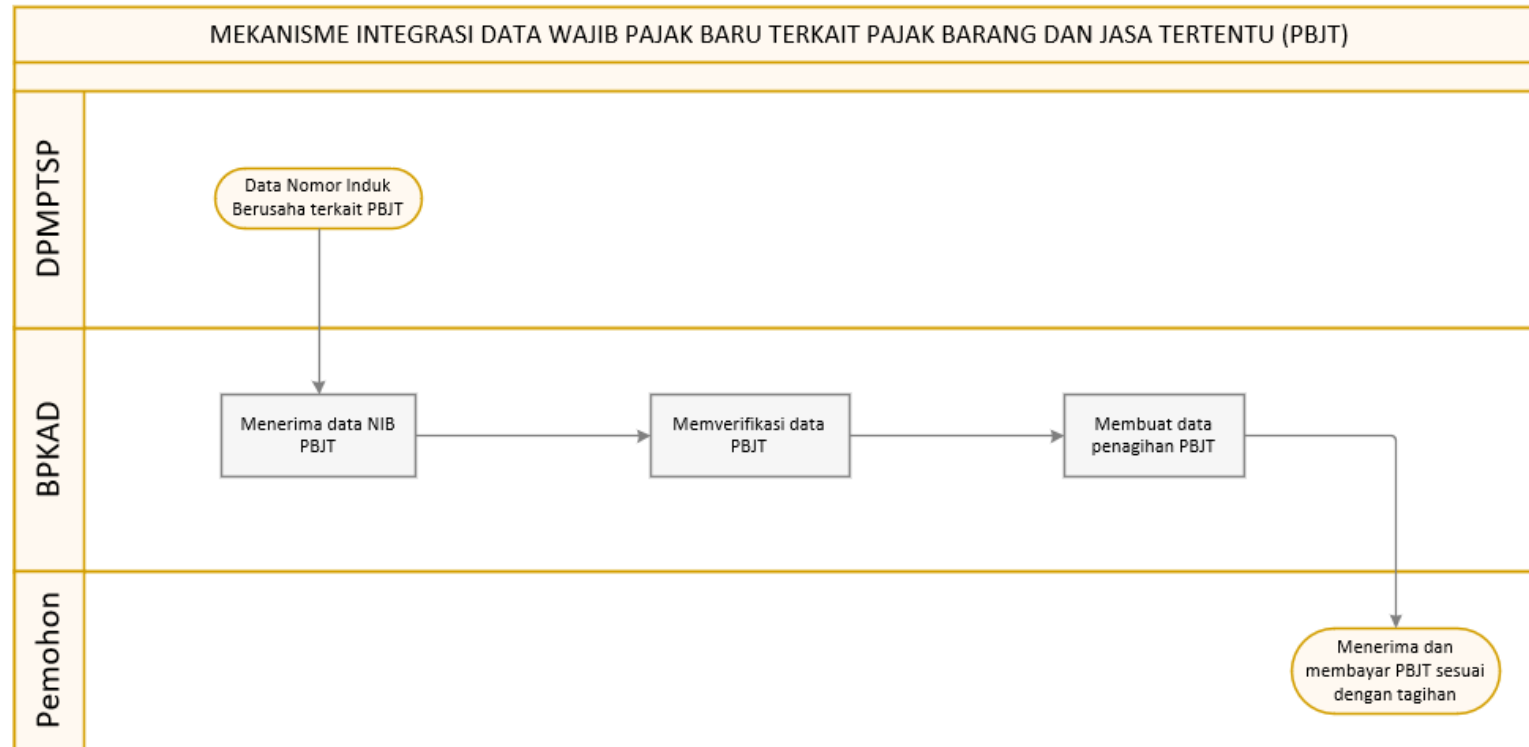 MEKANISME INTEGRASI DATA WAJIB PAJAK BARU TERKAIT PAJAK BARANG DAN JASA TERTENTU (PBJT)
DPMPTSP
Data Nomor Induk
Berusaha terkait PBJT
BPKAD
Menerima data NIB
PBJT
Memverifikasi data
PBJT
Membuat data
penagihan PBJT
Pemohon
Menerima dan
membayar PBJT sesuai
dengan tagihan